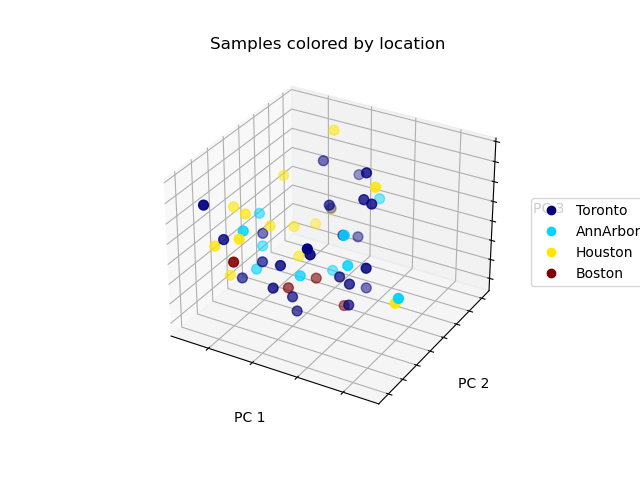 Samples colored by location
PC 3
Toronto
AnnArbor
Houston
Boston
PC 2
PC 1